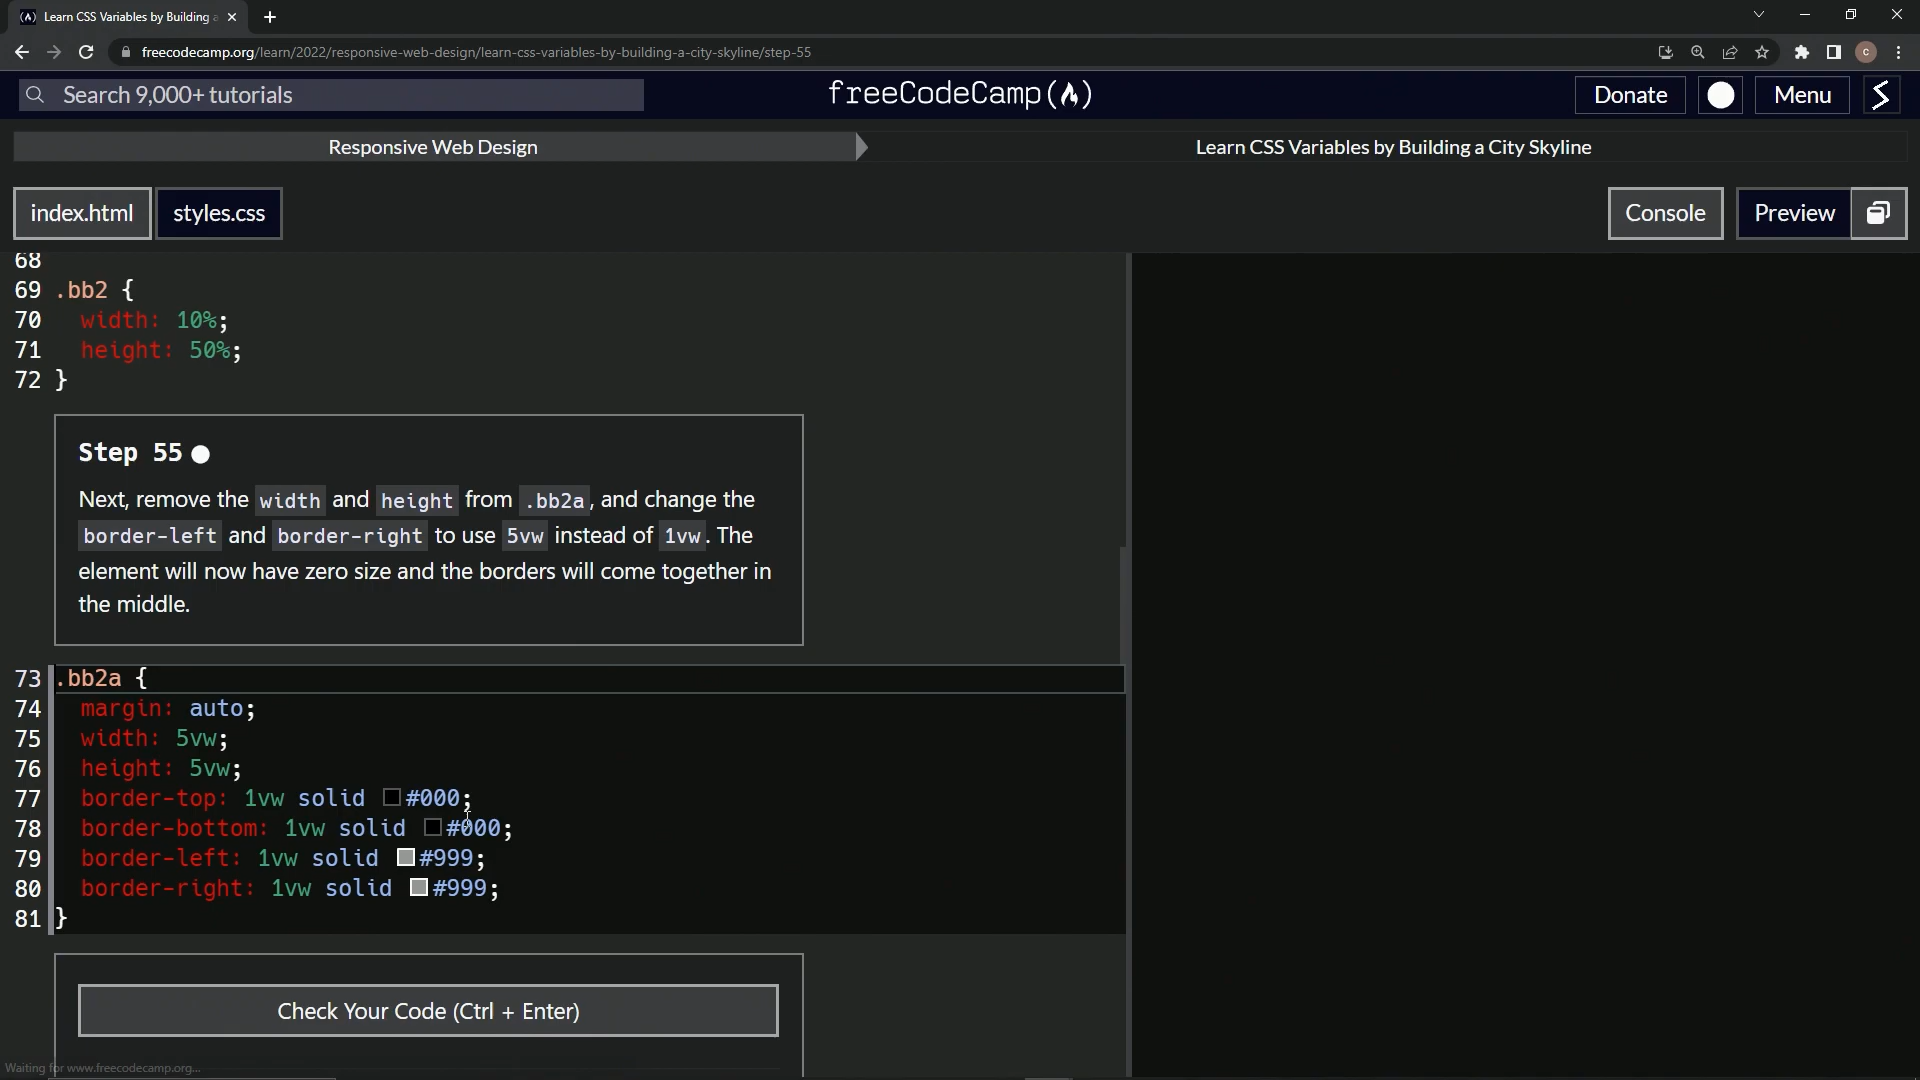 Learn CSS Variables by Building a
freecodecamp.org/learn/2022/responsive-web-design/learn-css-variables-by-building-a-city-skyline/step-55
C
Search 9,000+ tutorials
freeCodeCamp
Donate
Menu
Responsive Web Design
Learn CSS Variables by Building a City Skyline
index.html
styles.css
Console
Preview
68
69 .bb2 {
70 width: 10%;
71 height: 50%;
72 }
Step 55
Next, remove the width and height from .bb2a, and change the
border-left and border-right to use 5vw instead of 1vw. The
element will now have zero size and the borders will come together in
the middle.
73 .bb2a {
74 margin: auto;
75 width: 5vw;
76 height: 5vw;
77 border-top: 1vw solid #000;
78 border-bottom: 1vw solid #000;
79 border-left: 1vw solid #999;
80 border-right: 1vw solid #999;
81 }
Check Your Code (Ctrl + Enter)
Waiting for www.freecodecamp.org...